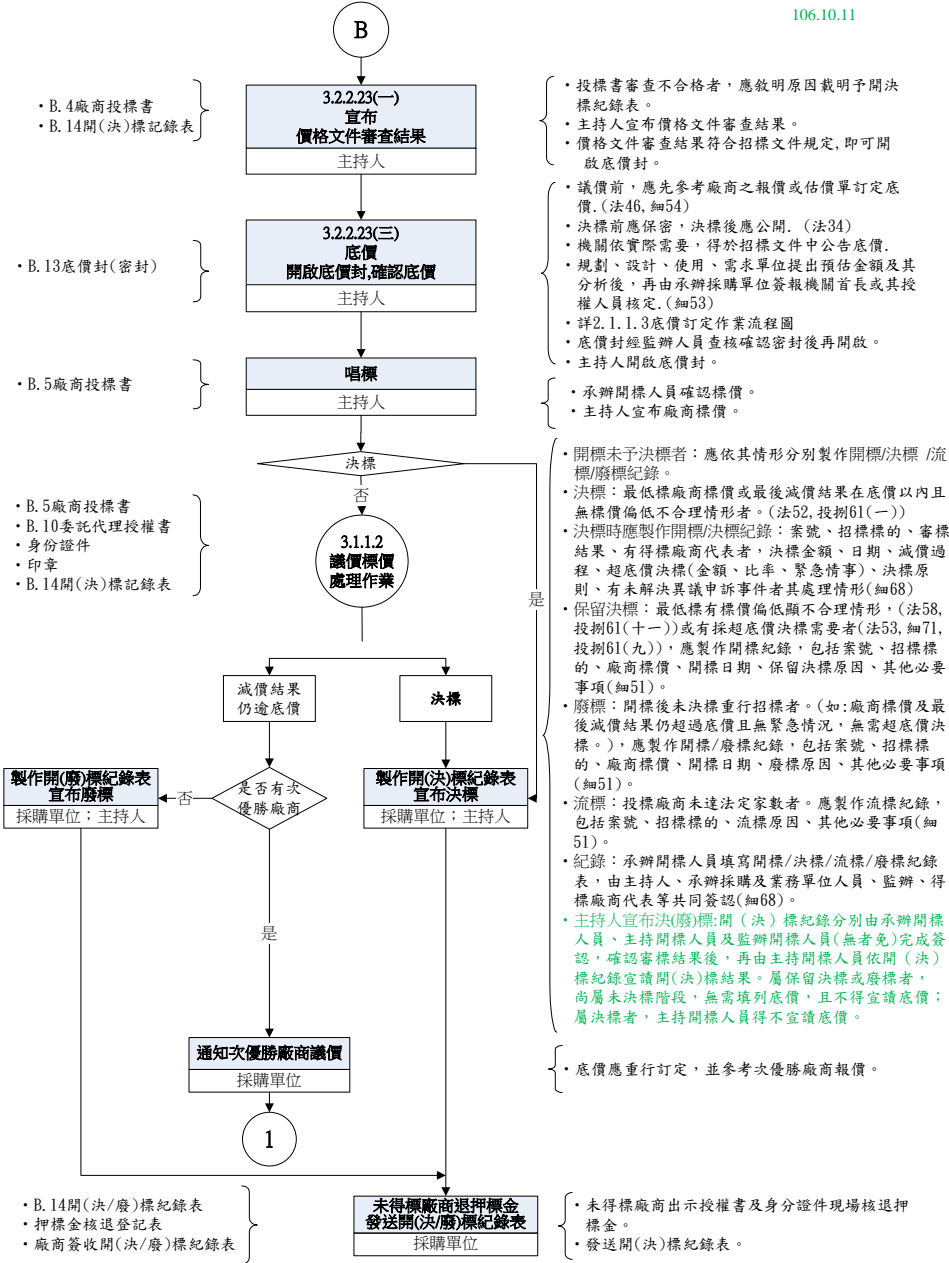 106.10.11
B
・B.4廠商投標書
・B.14開(決)標記錄表
3.2.2.23(一)
宣布
價格文件審查結果
主持人
・投標書審查不合格者，應敘明原因載明予開決
標紀錄表。
・主持人宣布價格文件審查結果。
・價格文件審查結果符合招標文件規定,即可開
啟底價封。
・B.13底價封(密封)
3.2.2.23(三)
底價
開啟底價封,確認底價
主持人
・議價前，應先參考廠商之報價或估價單訂定底
價.(法46,細54)
・決標前應保密，決標後應公開. (法34)
・機關依實際需要，得於招標文件中公告底價.
・規劃、設計、使用、需求單位提出預估金額及其
分析後，再由承辦採購單位簽報機關首長或其授
權人員核定.(細53)
・詳2.1.1.3底價訂定作業流程圖
・底價封經監辦人員查核確認密封後再開啟。
・主持人開啟底價封。
・B.5廠商投標書
唱標
主持人
・承辦開標人員確認標價。
・主持人宣布廠商標價。
決標
否
是
・B.5廠商投標書
・B.10委託代理授權書
・身份證件
・印章
・B.14開(決)標記錄表
3.1.1.2
議價標價
處理作業
・開標未予決標者：應依其情形分別製作開標/決標 /流
標/廢標紀錄。
・決標：最低標廠商標價或最後減價結果在底價以內且
無標價偏低不合理情形者。(法52,投捌61(一))
・決標時應製作開標/決標紀錄：案號、招標標的、審標
結果、有得標廠商代表者，決標金額、日期、減價過
程、超底價決標(金額、比率、緊急情事)、決標原
則、有未解決異議申訴事件者其處理情形(細68)
・保留決標：最低標有標價偏低顯不合理情形，(法58,
投捌61(十一))或有採超底價決標需要者(法53,細71,
投捌61(九))，應製作開標紀錄，包括案號、招標標
的、廠商標價、開標日期、保留決標原因、其他必要
事項(細51)。
・廢標：開標後未決標重行招標者。(如:廠商標價及最
後減價結果仍超過底價且無緊急情況，無需超底價決
標。)，應製作開標/廢標紀錄，包括案號、招標標
的、廠商標價、開標日期、廢標原因、其他必要事項
(細51)。
・流標：投標廠商未達法定家數者。應製作流標紀錄，
包括案號、招標標的、流標原因、其他必要事項(細
51)。
・紀錄：承辦開標人員填寫開標/決標/流標/廢標紀錄
表，由主持人、承辦採購及業務單位人員、監辦、得
標廠商代表等共同簽認(細68)。
・主持人宣布決(廢)標:開（決）標紀錄分別由承辦開標
人員、主持開標人員及監辦開標人員(無者免)完成簽
認，確認審標結果後，再由主持開標人員依開（決）
標紀錄宣讀開(決)標結果。屬保留決標或廢標者，
尚屬未決標階段，無需填列底價，且不得宣讀底價；
屬決標者，主持開標人員得不宣讀底價。
減價結果
仍逾底價
決標
製作開(廢)標紀錄表
宣布廢標
採購單位；主持人
否
是否有次
優勝廠商
製作開(決)標紀錄表
宣布決標
採購單位；主持人
是
通知次優勝廠商議價
採購單位
・底價應重行訂定，並參考次優勝廠商報價。
1
・B.14開(決/廢)標紀錄表
・押標金核退登記表
・廠商簽收開(決/廢)標紀錄表
未得標廠商退押標金
發送開(決/廢)標紀錄表
採購單位
・未得標廠商出示授權書及身分證件現場核退押
標金。
・發送開(決)標紀錄表。